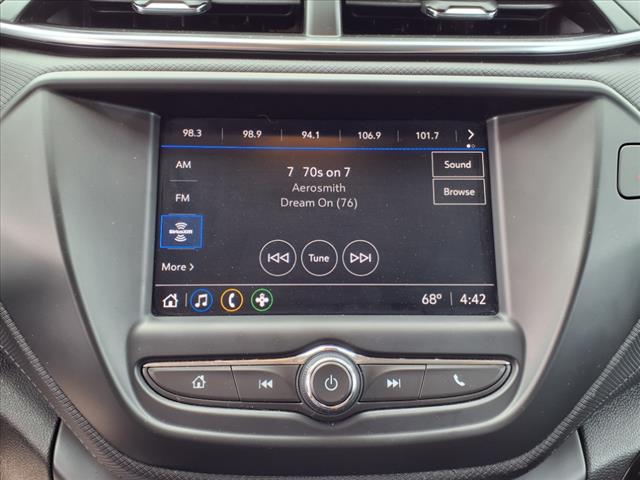 98.3 98.9 94.1 106.9 101.7
AM
7 70s on 7
Sound
Aerosmith
Browse
FM
Dream On (76)
SiriusXM
Tune
More
68° 4:42